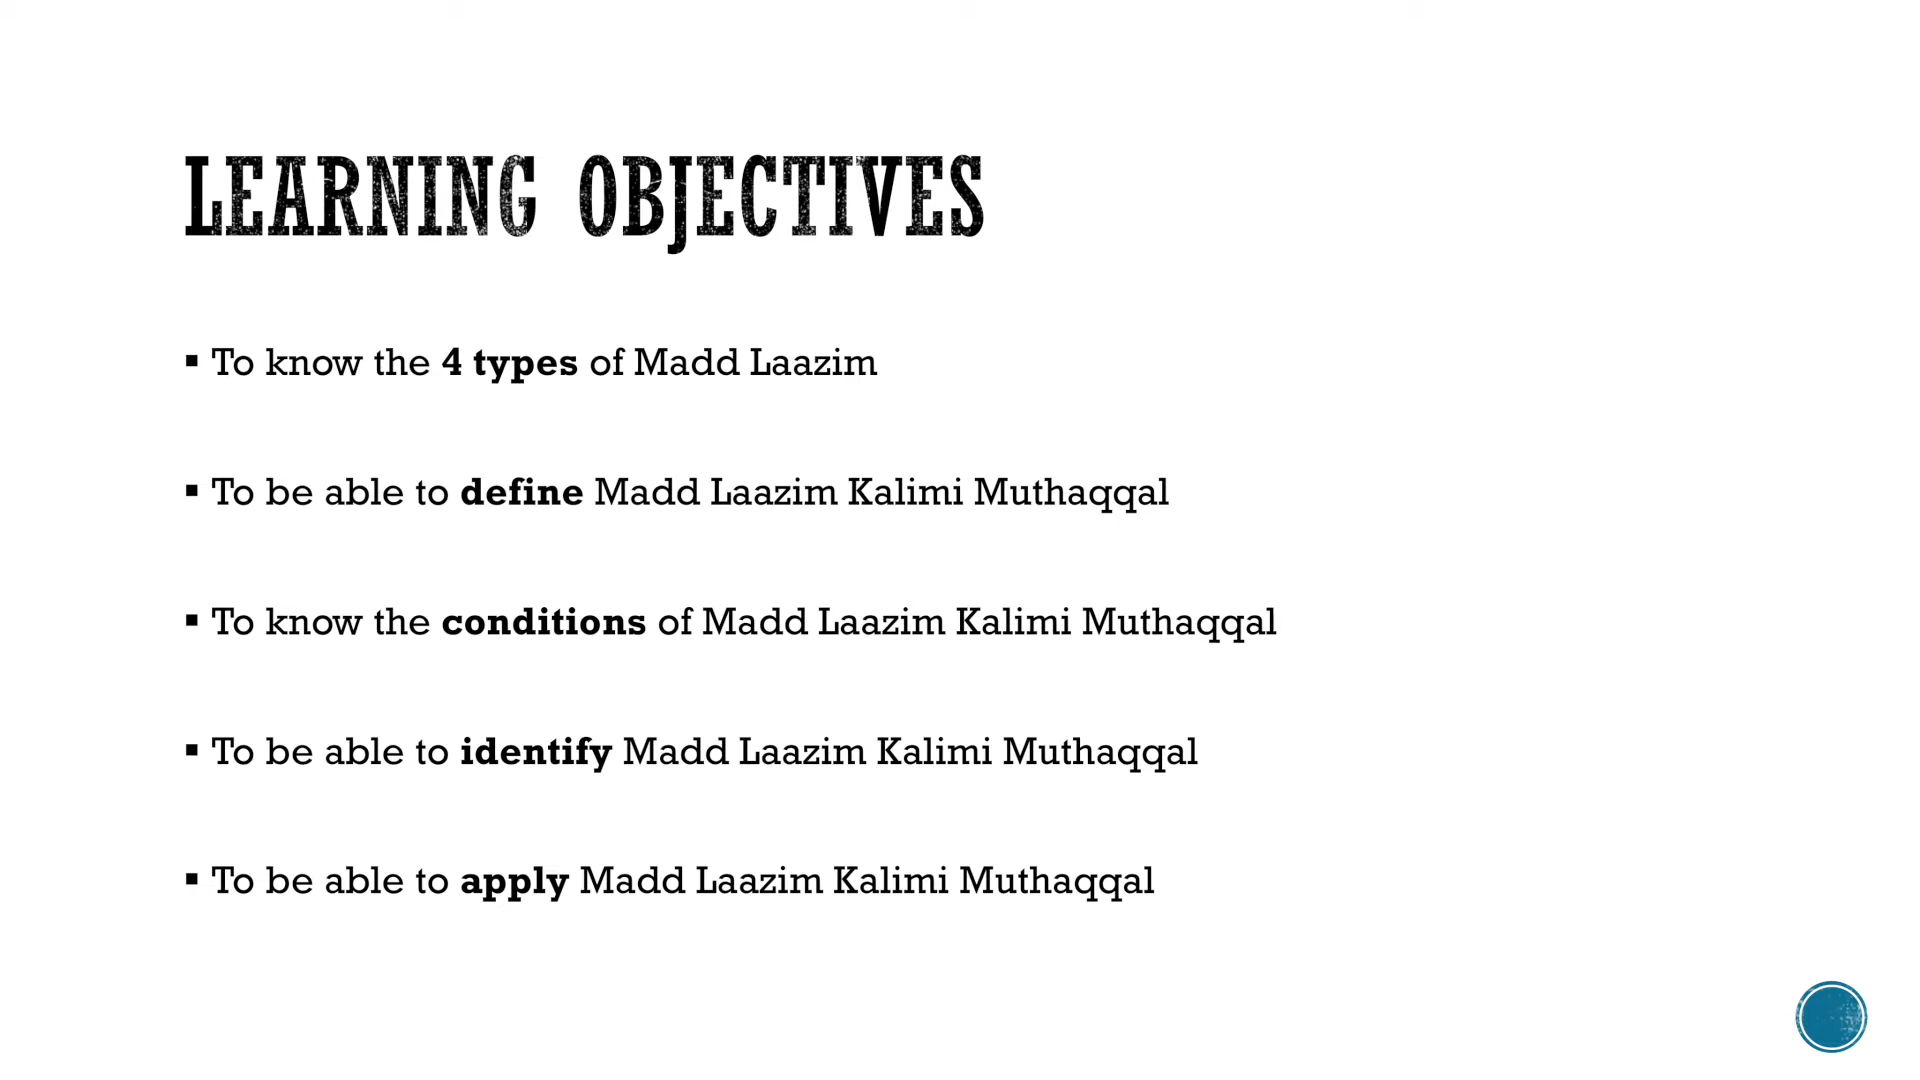 LEARNING OBJECTIVES
▪ To know the 4 types of Madd Laazim
▪ To be able to define Madd Laazim Kalimi Muthaqqal
▪ To know the conditions of Madd Laazim Kalimi Muthaqqal
▪ To be able to identify Madd Laazim Kalimi Muthaqqal
▪ To be able to apply Madd Laazim Kalimi Muthaqqal